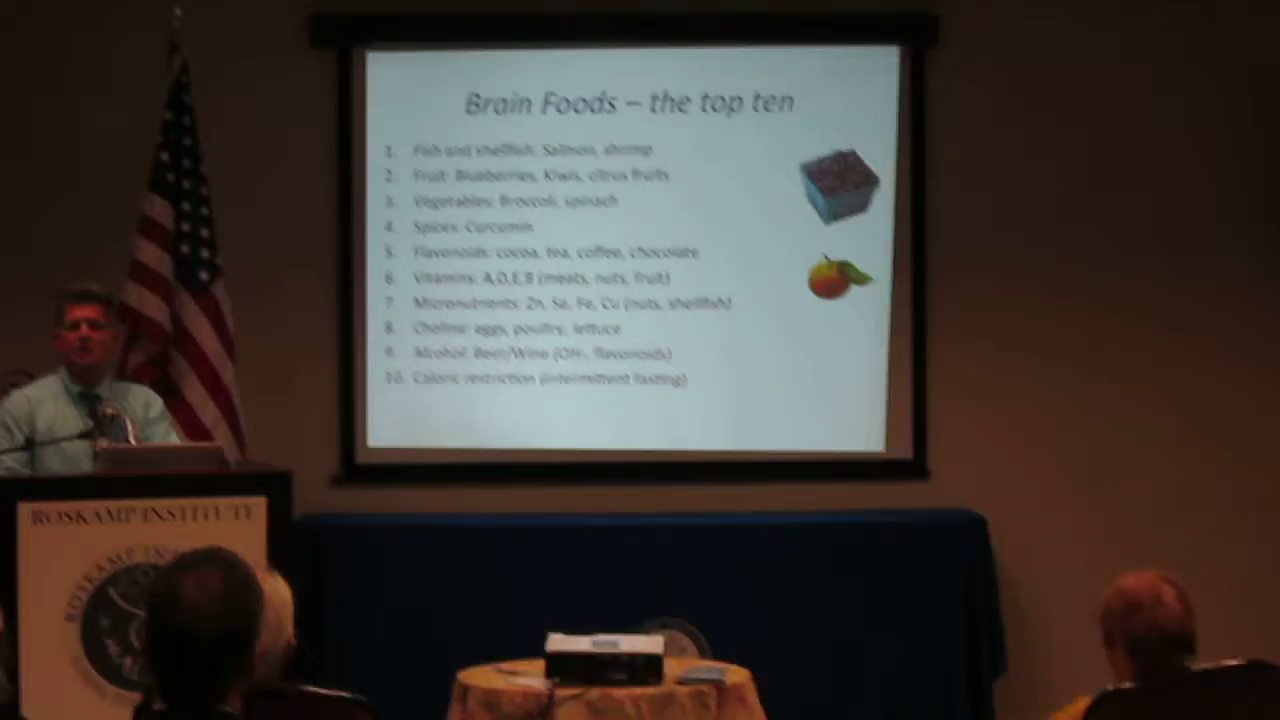 Brain Foods – the top ten
1. Fish and shellfish: Salmon, shrimp
2. Fruit: Blueberries, Kiwis, citrus fruits
3. Vegetables: Broccoli, spinach
4. Spices: Curcumin
5. Flavonoids: cocoa, tea, coffee, chocolate
6. Vitamins: A,D,E,B (meats, nuts, fruit)
7. Micronutrients: Zn, Se, Fe, Cu (nuts, shellfish)
8. Choline: eggs, poultry, lettuce
9. Alcohol: Beer/Wine (OH-, flavonoids)
10. Caloric restriction (intermittent fasting)
ROSKAMP INSTITUTE
ROSKAMP